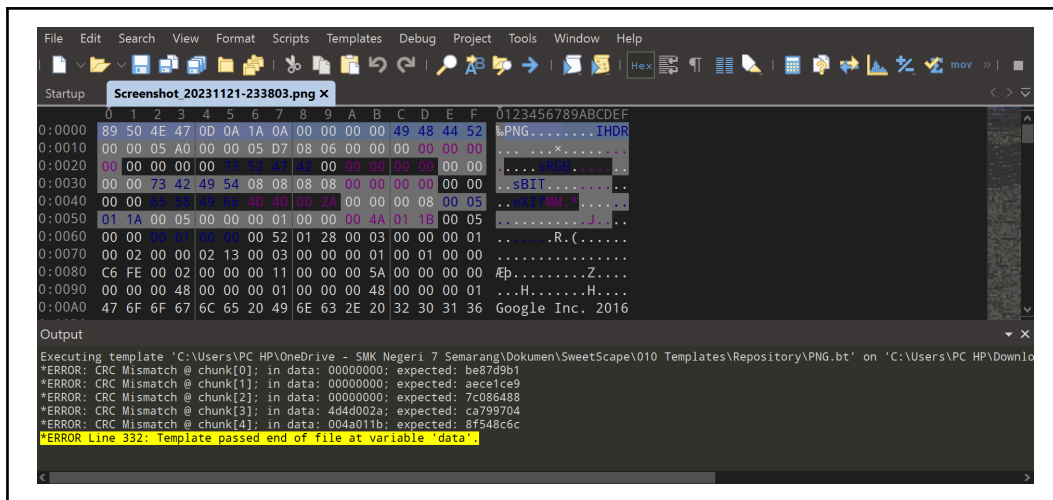 File Edit Search View Format Scripts Templates Debug Project Tools Window Help
Hex mov »
Startup Screenshot_20231121-233803.png ×
0 1 2 3 4 5 6 7 8 9 A B C D E F 0123456789ABCDEF
0:0000 89 50 4E 47 0D 0A 1A 0A 00 00 00 00 49 48 44 52 ‰PNG........IHDR
0:0010 00 00 05 A0 00 00 05 D7 08 06 00 00 00 00 00 00 ... ...×........
0:0020 00 00 00 00 00 73 52 47 42 00 00 00 00 00 00 00 .....sRGB.......
0:0030 00 00 73 42 49 54 08 08 08 08 00 00 00 00 00 00 ..sBIT..........
0:0040 00 00 65 58 49 66 4D 4D 00 2A 00 00 00 08 00 05 ..eXIfMM.*......
0:0050 01 1A 00 05 00 00 00 01 00 00 00 4A 01 1B 00 05 ...........J....
0:0060 00 00 00 01 00 00 00 52 01 28 00 03 00 00 00 01 .......R.(......
0:0070 00 02 00 00 02 13 00 03 00 00 00 01 00 01 00 00 ................
0:0080 C6 FE 00 02 00 00 00 11 00 00 00 5A 00 00 00 00 Æþ.........Z....
0:0090 00 00 00 48 00 00 00 01 00 00 00 48 00 00 00 01 ...H.......H....
0:00A0 47 6F 6F 67 6C 65 20 49 6E 63 2E 20 32 30 31 36 Google Inc. 2016
Output
Executing template 'C:\Users\PC HP\OneDrive - SMK Negeri 7 Semarang\Dokumen\SweetScape\010 Templates\Repository\PNG.bt' on 'C:\Users\PC HP\Downlo
*ERROR: CRC Mismatch @ chunk[0]; in data: 00000000; expected: be87d9b1
*ERROR: CRC Mismatch @ chunk[1]; in data: 00000000; expected: aece1ce9
*ERROR: CRC Mismatch @ chunk[2]; in data: 00000000; expected: 7c086488
*ERROR: CRC Mismatch @ chunk[3]; in data: 4d4d002a; expected: ca799704
*ERROR: CRC Mismatch @ chunk[4]; in data: 004a011b; expected: 8f548c6c
*ERROR Line 332: Template passed end of file at variable 'data'.